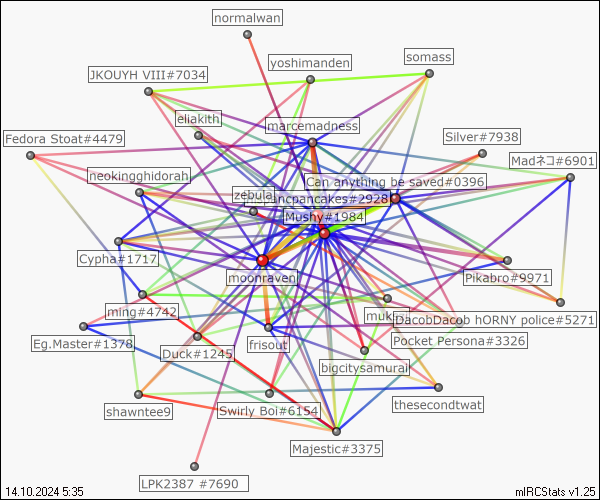 normalwan
somass
yoshimanden
JKOUYH VIII#7034
eliakith
marcemadness
Fedora Stoat#4479
Silver#7938
Madネコ#6901
neokingghidorah
Can anything be saved#0396
zebula
ncpancakes#2928
Mushy#1984
Cypha#1717
moonraven
Pikabro#9971
ming#4742
DacobDacob hORNY police#5271
Eg.Master#1378
Duck#1245
frisout
Pocket Persona#3326
bigcitysamurai
shawntee9
Swirly Boi#6154
thesecondtwat
Majestic#3375
LPK2387 #7690
14.10.2024 5:35
mIRCStats v1.25